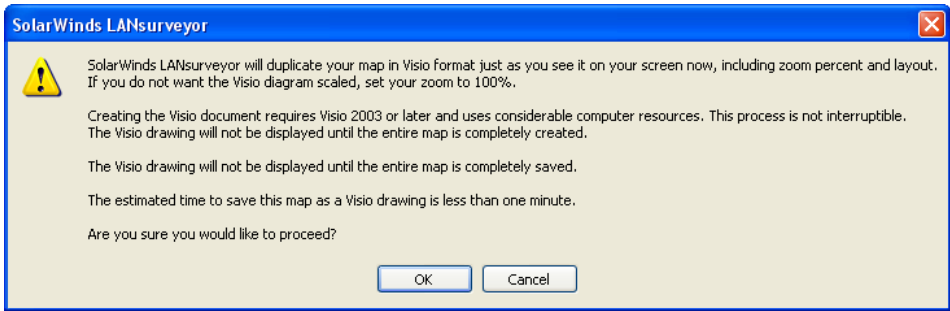 SolarWinds LANsurveyor
SolarWinds LANsurveyor will duplicate your map in Visio format just as you see it on your screen now, including zoom percent and layout.
If you do not want the Visio diagram scaled, set your zoom to 100%.
Creating the Visio document requires Visio 2003 or later and uses considerable computer resources. This process is not interruptible.
The Visio drawing will not be displayed until the entire map is completely created.
The Visio drawing will not be displayed until the entire map is completely saved.
The estimated time to save this map as a Visio drawing is less than one minute.
Are you sure you would like to proceed?
OK
Cancel